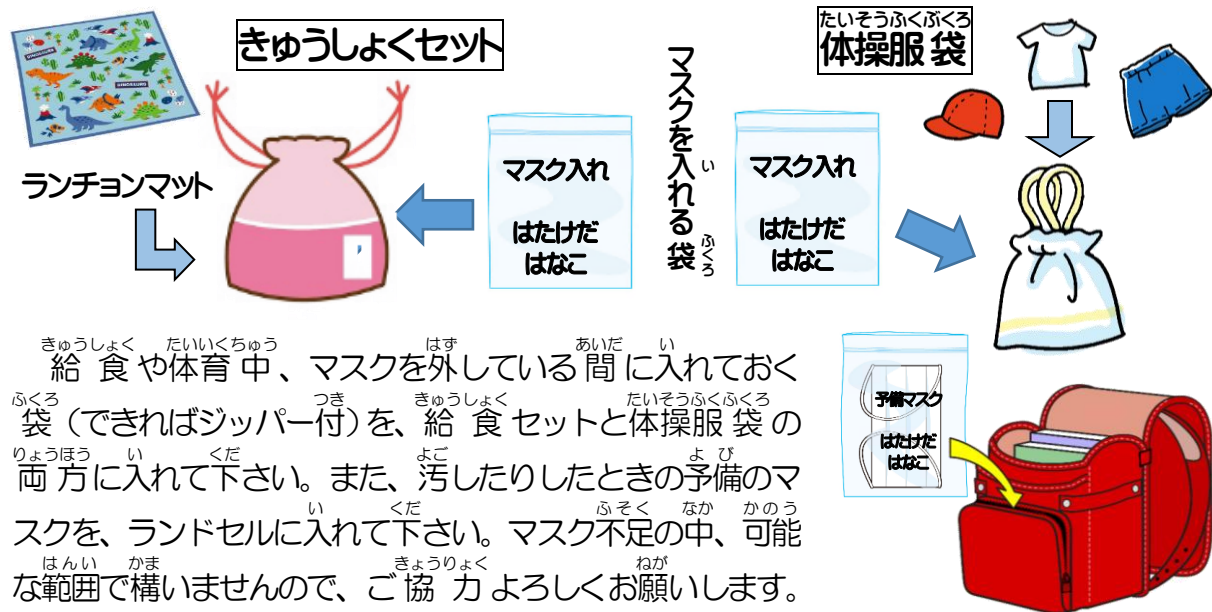 きゅうしょくセット
ランチョンマット
マスク入れ
はたけだ
はなこ
マスクを入れる袋
い
ふくろ
マスク入れ
はたけだ
はなこ
たいそうふくぶくろ
体操服袋
きゅうしょく たいいくちゅう はず あいだ い
給食や体育中、マスクを外している間に入れておく
ふくろ つき きゅうしょく たいそうふくふくろ
袋（できればジッパー付）を、給食セットと体操服袋の
りょうほう い くだ よご よび
両方に入れて下さい。また、汚したりしたときの予備のマ
い くだ ふそく なか かのう
スクを、ランドセルに入れて下さい。マスク不足の中、可能
はんい かま きょうりょく ねが
な範囲で構いませんので、ご協力よろしくお願いします。
予備マスク
はたけだ
はなこ